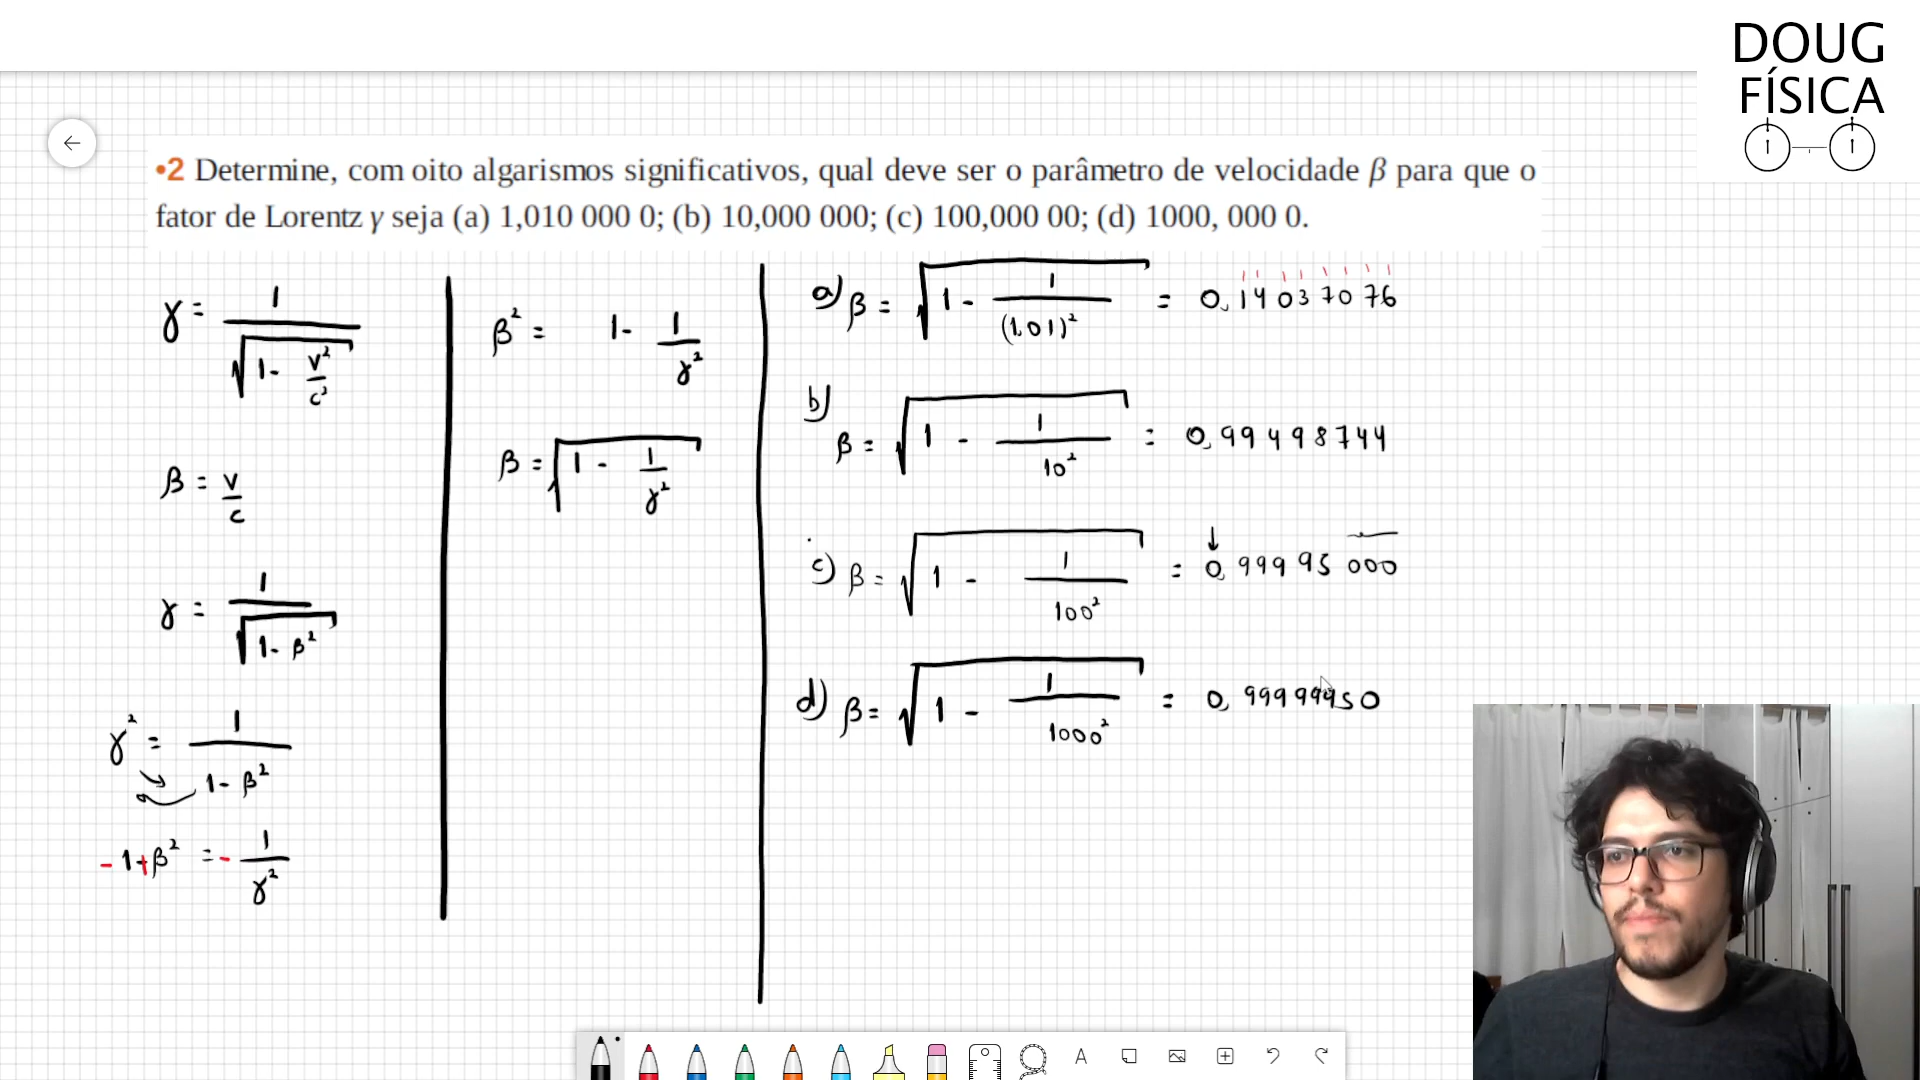 DOUG
FÍSICA
•2 Determine, com oito algarismos significativos, qual deve ser o parâmetro de velocidade β para que o
fator de Lorentz γ seja (a) 1,010 000 0; (b) 10,000 000; (c) 100,000 00; (d) 1000, 000 0.
γ = 1 / √(1 - v²/c²)
β = v/c
γ = 1 / √(1 - β²)
γ² = 1 / (1 - β²)
-1+β² = - 1/γ²
β² = 1 - 1/γ²
β = √(1 - 1/γ²)
a) β = √(1 - 1/(1,01)²) = 0,14037076
b) β = √(1 - 1/10²) = 0,99498744
c) β = √(1 - 1/100²) = 0,99995000
d) β = √(1 - 1/1000²) = 0,99999950
A